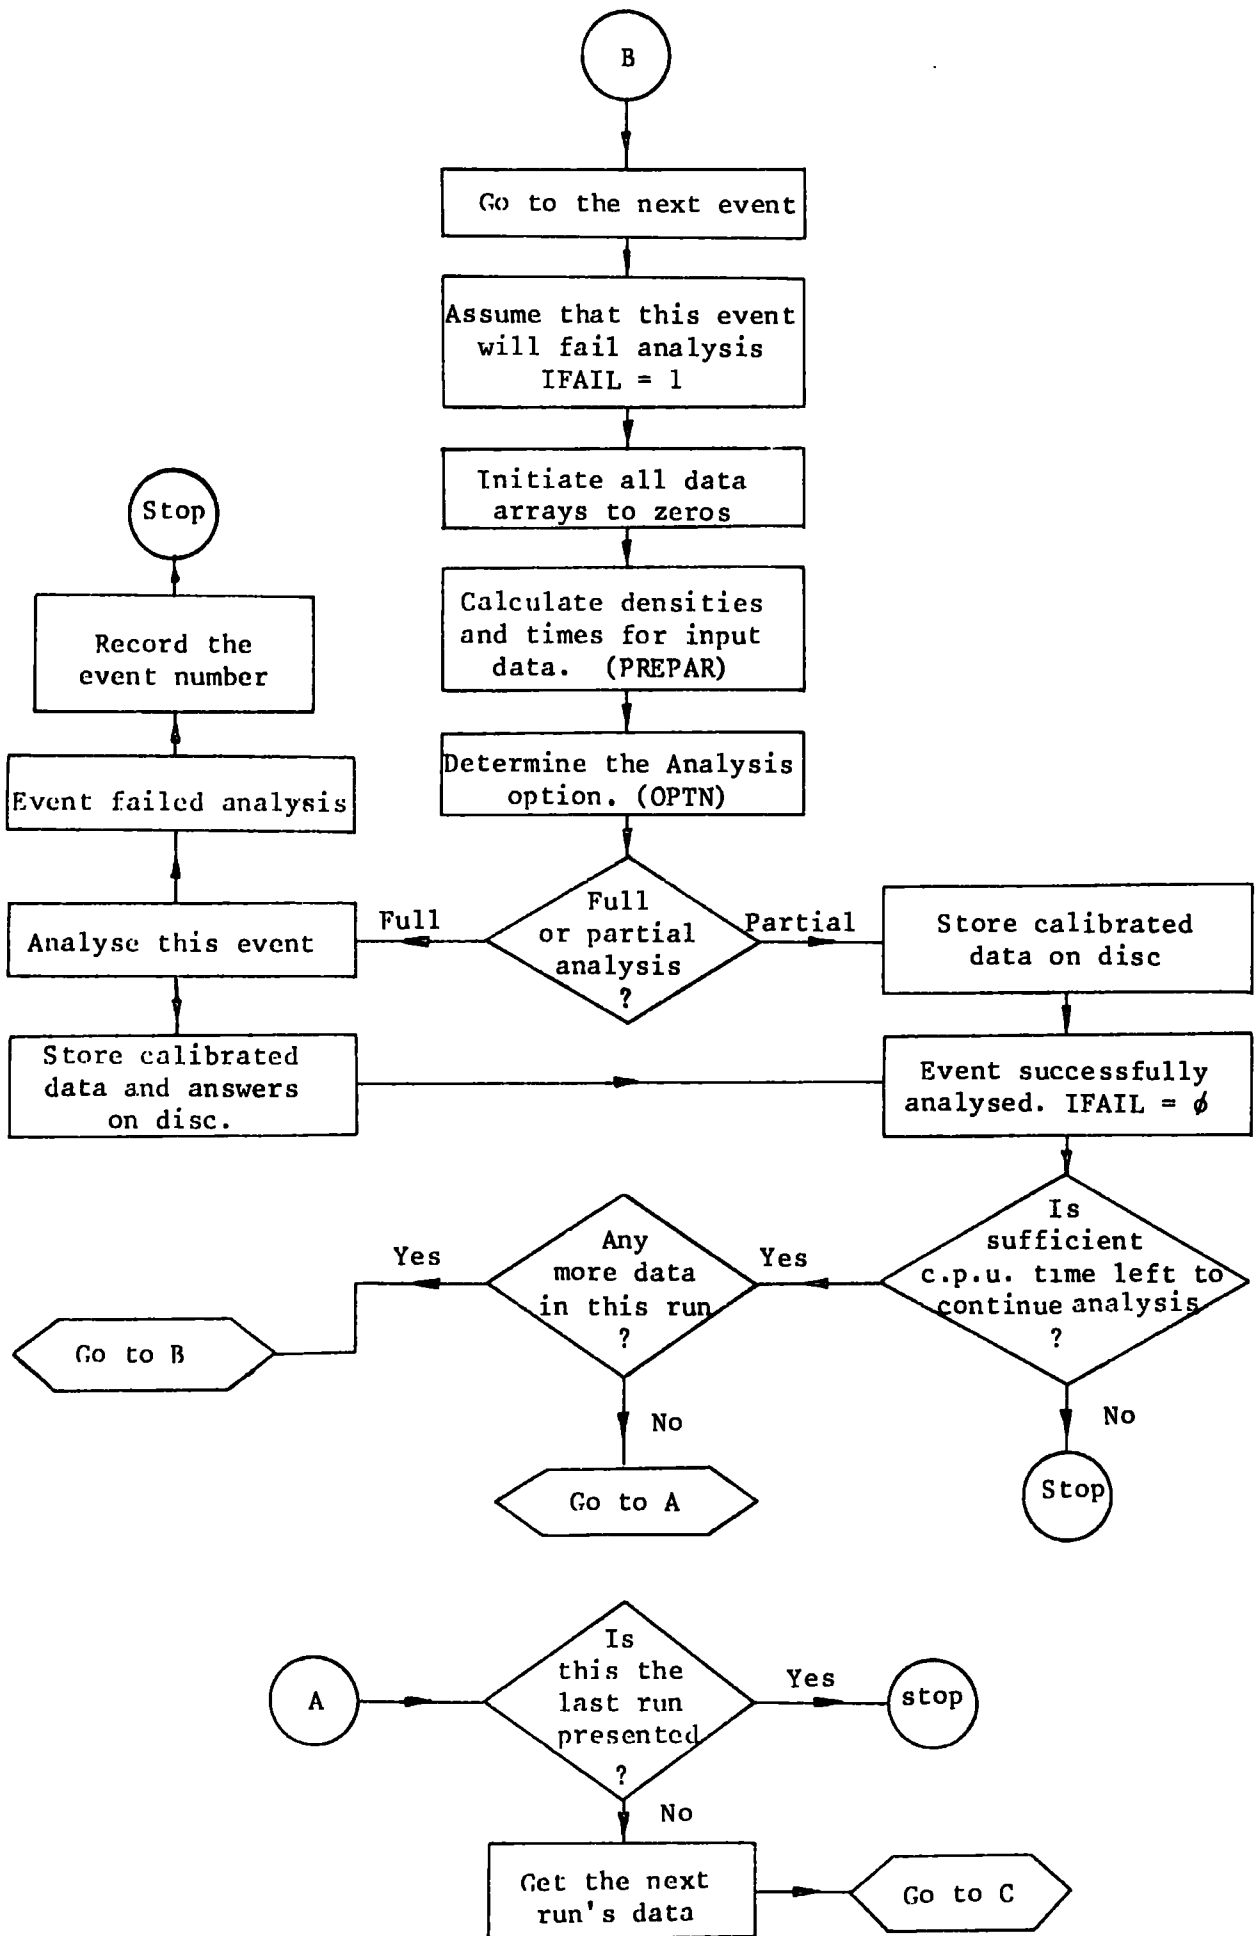 B
Go to the next event
Assume that this event
will fail analysis
IFAIL = 1
Initiate all data
arrays to zeros
Calculate densities
and times for input
data. (PREPAR)
Determine the Analysis
option. (OPTN)
Full
or partial
analysis
?
Full
Partial
Stop
Record the
event number
Event failed analysis
Analyse this event
Store calibrated
data and answers
on disc.
Store calibrated
data on disc
Event successfully
analysed. IFAIL = ϕ
Is
sufficient
c.p.u. time left to
continue analysis
?
Yes
No
Stop
Any
more data
in this run
?
Yes
Go to B
No
Go to A
A
Is
this the
last run
presented
?
Yes
stop
No
Get the next
run's data
Go to C